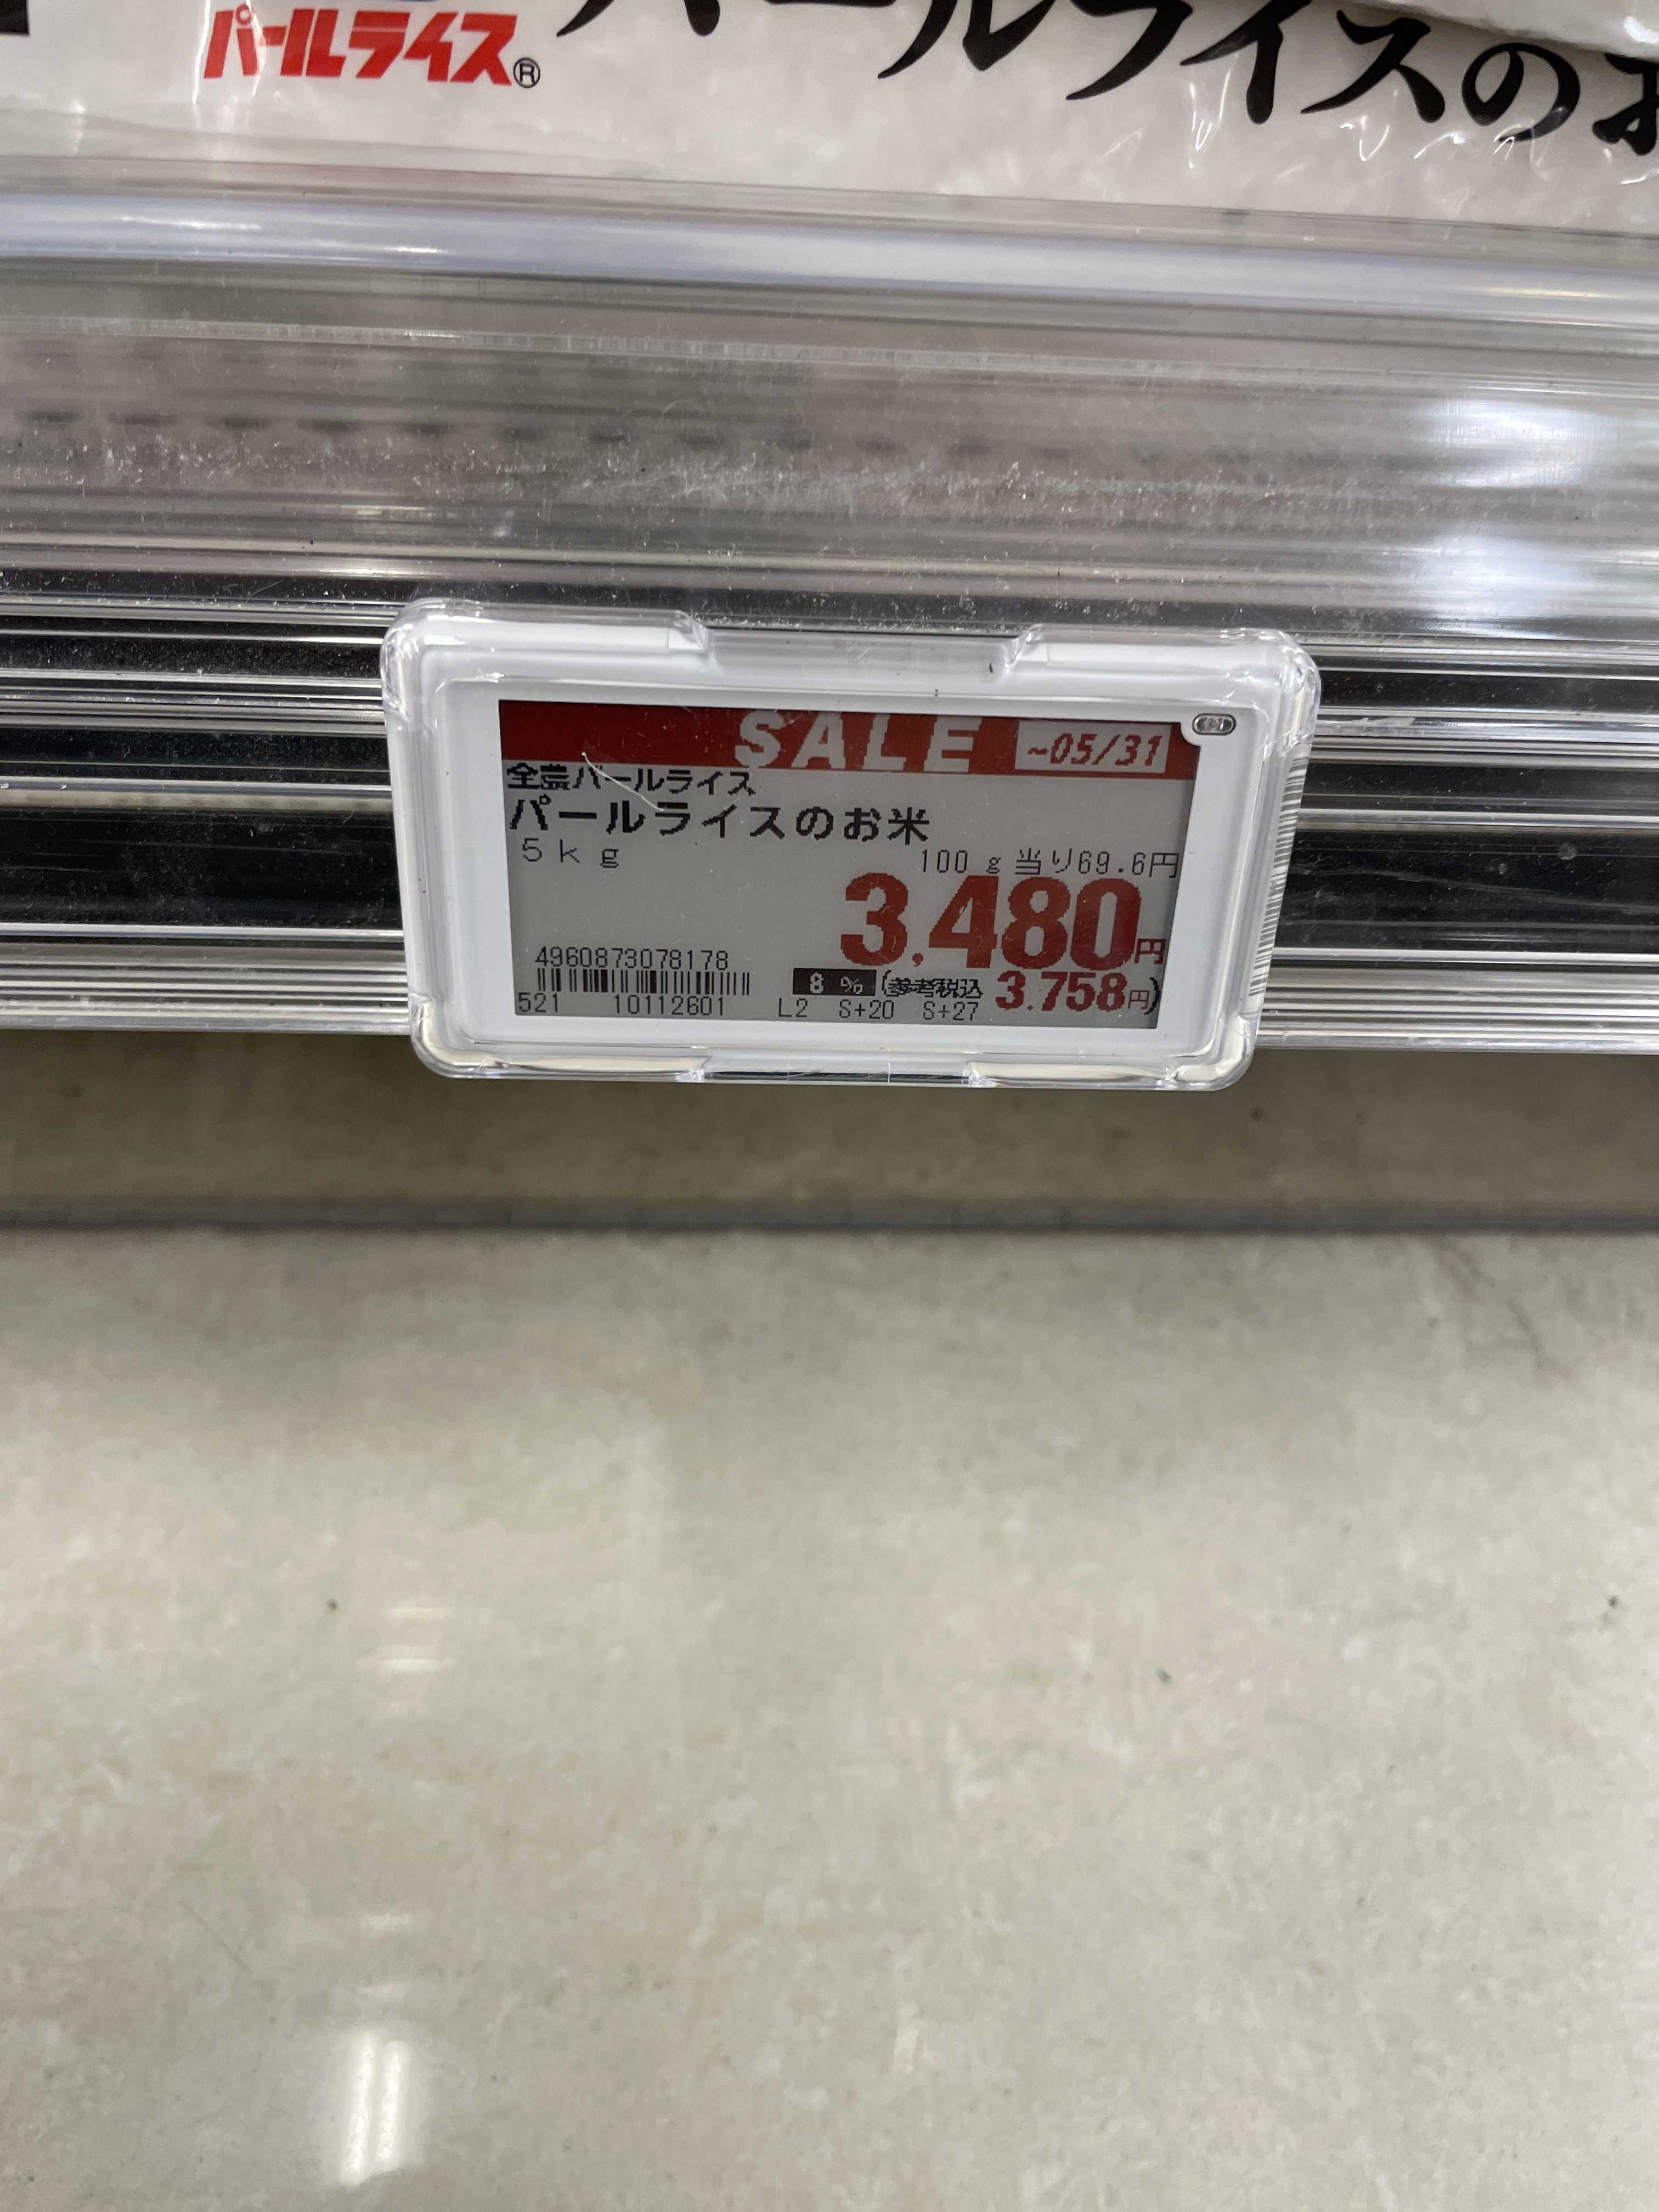 パールライス®
パールライスのお
SALE ~05/31
全農パールライス
パールライスのお米
5kg
100g当り69.6円
3,480円
4960873078178
8% (参考税込 3.758円)
521 10112601 L2 S+20 S+27